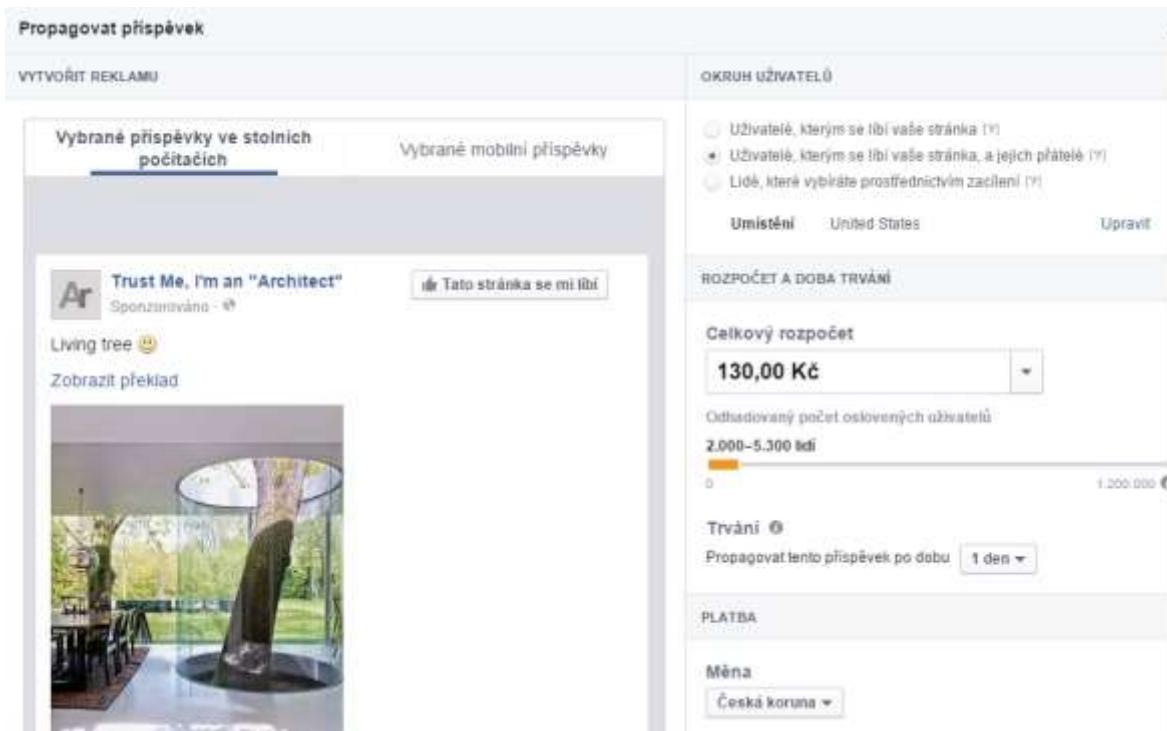 Propagovat příspěvek
VYTVOŘIT REKLAMU
Vybrané příspěvky ve stolních
počítačích
Vybrané mobilní příspěvky
Ar
Trust Me, I'm an "Architect"
Sponzorováno ·
Tato stránka se mi líbí
Living tree
Zobrazit překlad
OKRUH UŽIVATELŮ
Uživatelé, kterým se líbí vaše stránka [?]
Uživatelé, kterým se líbí vaše stránka, a jejich přátelé [?]
Lidé, které vybíráte prostřednictvím zacílení [?]
Umístění United States Upravit
ROZPOČET A DOBA TRVÁNÍ
Celkový rozpočet
130,00 Kč
Odhadovaný počet oslovených uživatelů
2.000–5.300 lidí
0 1.200.000
Trvání
Propagovat tento příspěvek po dobu 1 den
PLATBA
Měna
Česká koruna